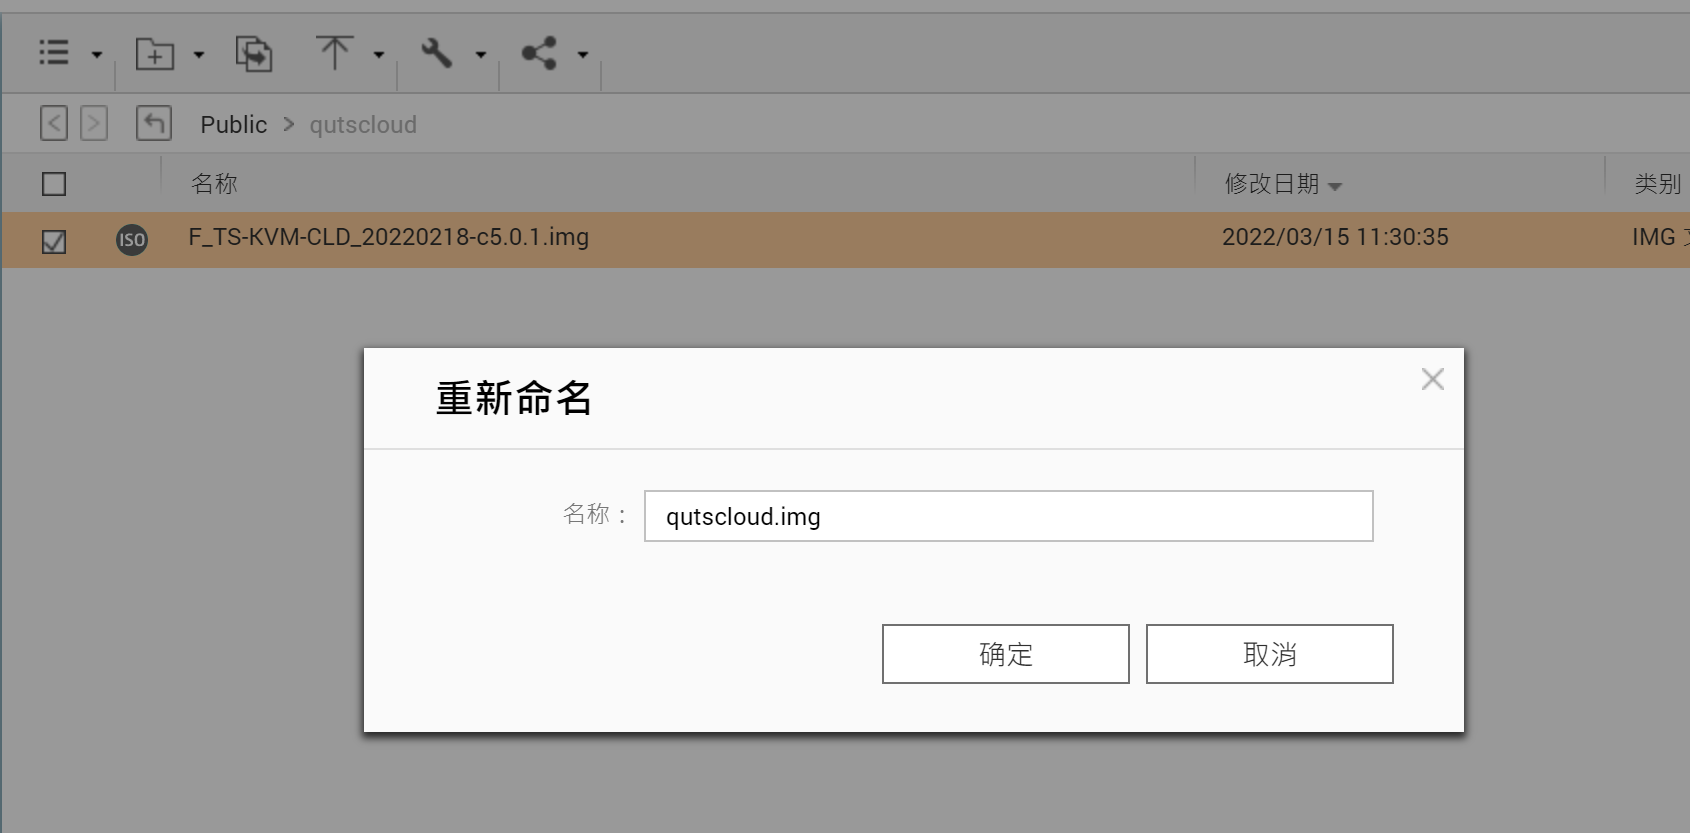 Public > qutscloud
名称 修改日期 类别
ISO F_TS-KVM-CLD_20220218-c5.0.1.img 2022/03/15 11:30:35 IMG
重新命名
名称： qutscloud.img
确定 取消